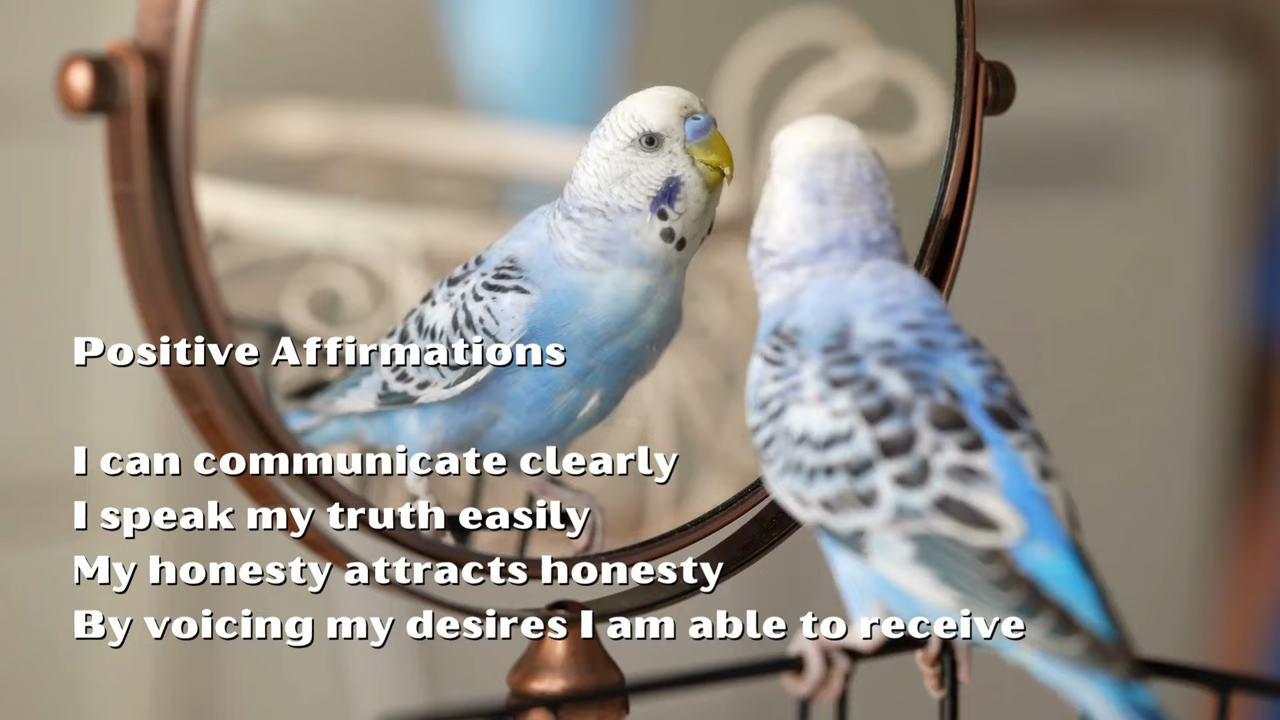 Positive Affirmations
I can communicate clearly
I speak my truth easily
My honesty attracts honesty
By voicing my desires I am able to receive